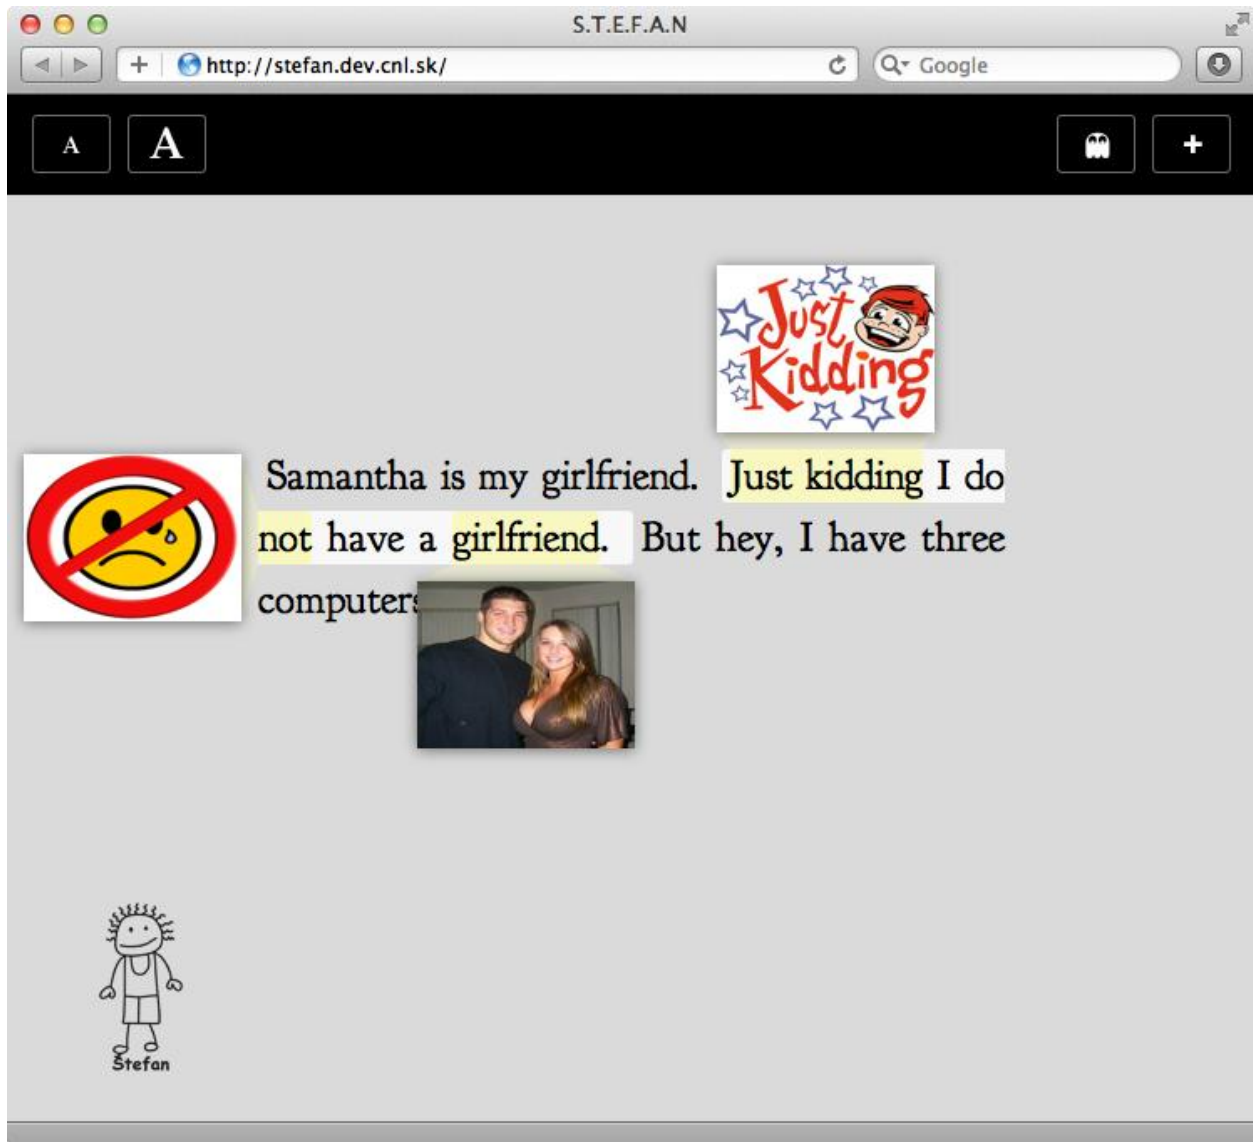 S.T.E.F.A.N
http://stefan.dev.cnl.sk/
Google
A A
Just
Kidding
Samantha is my girlfriend. Just kidding I do
not have a girlfriend. But hey, I have three
computers
Štefan